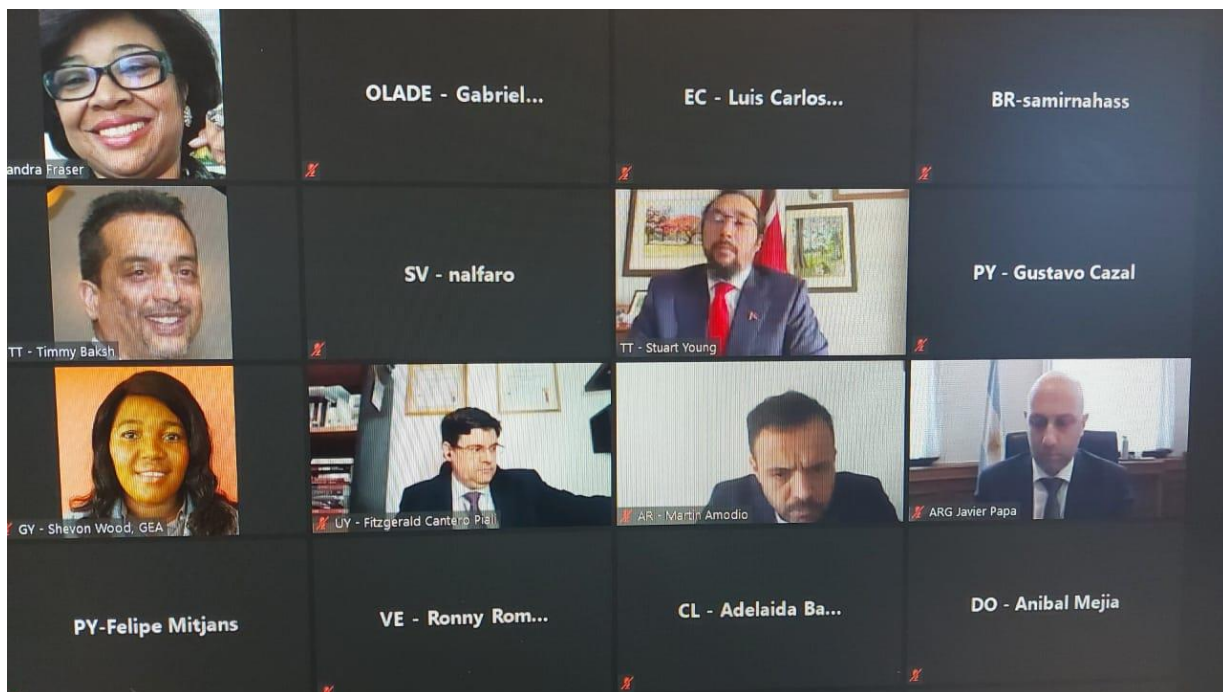 andra Fraser
OLADE - Gabriel...
EC - Luis Carlos...
BR-samirnahass
TT - Timmy Baksh
SV - nalfaro
TT - Stuart Young
PY - Gustavo Cazal
GY - Shevon Wood, GEA
UY - Fitzgerald Cantero Pial
AR - Martin Amodio
ARG Javier Papa
PY-Felipe Mitjans
VE - Ronny Rom...
CL - Adelaida Ba...
DO - Anibal Mejia